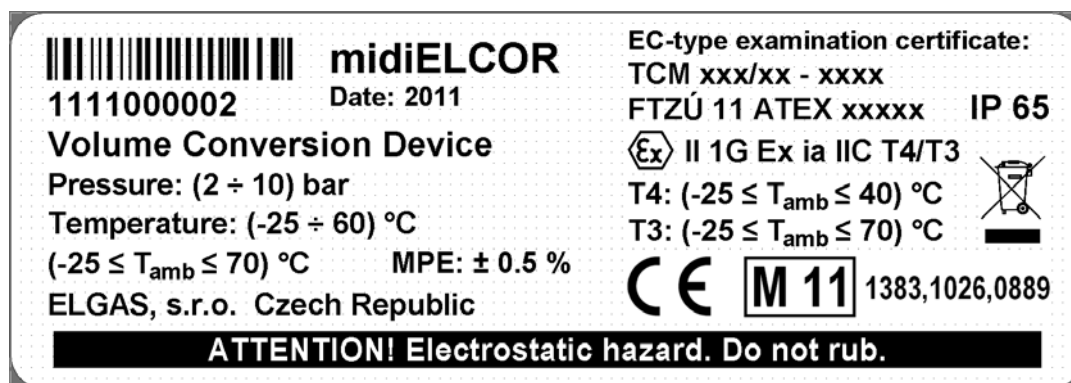 1111000002
midiELCOR
Date: 2011
Volume Conversion Device
Pressure: (2 ÷ 10) bar
Temperature: (-25 ÷ 60) °C
(-25 ≤ Tamb ≤ 70) °C MPE: ± 0.5 %
ELGAS, s.r.o. Czech Republic
EC-type examination certificate:
TCM xxx/xx - xxxx
FTZÚ 11 ATEX xxxxx IP 65
Ex II 1G Ex ia IIC T4/T3
T4: (-25 ≤ Tamb ≤ 40) °C
T3: (-25 ≤ Tamb ≤ 70) °C
CE M 11 1383,1026,0889
ATTENTION! Electrostatic hazard. Do not rub.